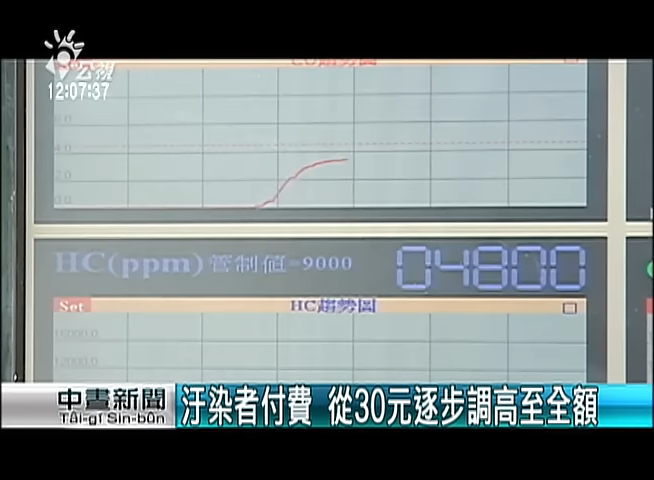 公視
12:07:37
CO趨勢圖
4.0
2.0
0.0
HC(ppm) 管制值=9000 04800
Set HC趨勢圖
16000.0
12000.0
中晝新聞
Tâi-gí Sin-bûn
汙染者付費 從30元逐步調高至全額